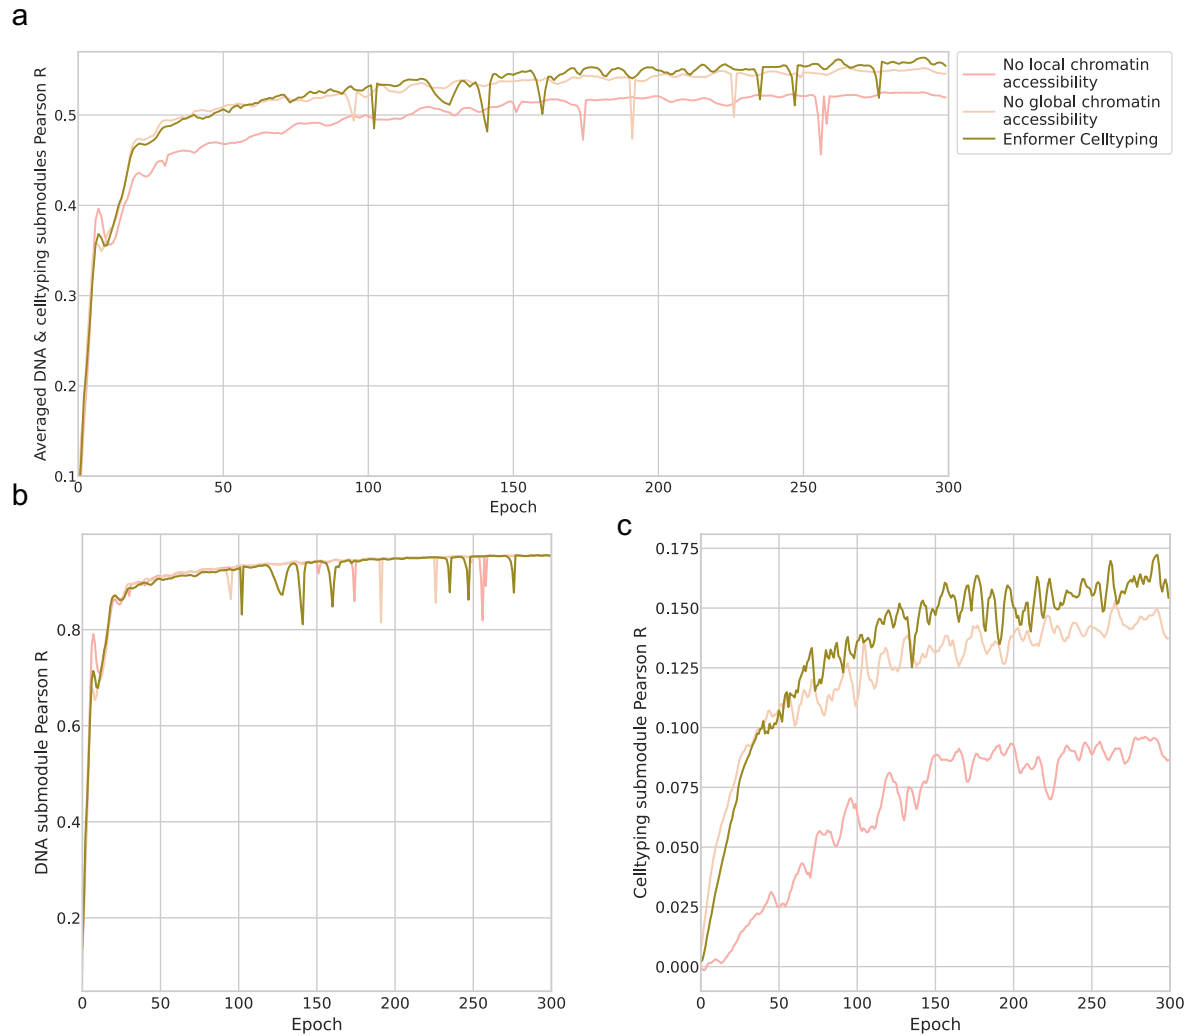 a
Averaged DNA & celltyping submodules Pearson R
0.5
0.4
0.3
0.2
0.1
0
50
100
150
200
250
300
Epoch
No local chromatin
accessibility
No global chromatin
accessibility
Enformer Celltyping
b
DNA submodule Pearson R
0.8
0.6
0.4
0.2
0
50
100
150
200
250
300
Epoch
c
Celltyping submodule Pearson R
0.175
0.150
0.125
0.100
0.075
0.050
0.025
0.000
0
50
100
150
200
250
300
Epoch